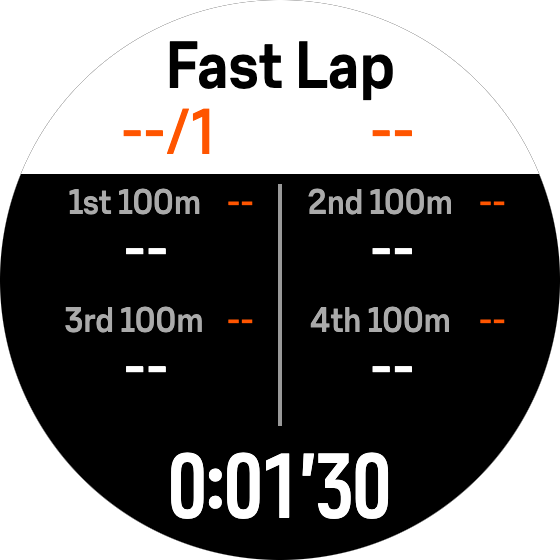 Fast Lap
--/1 --
1st 100m -- 2nd 100m --
-- --
3rd 100m -- 4th 100m --
-- --
0:01'30